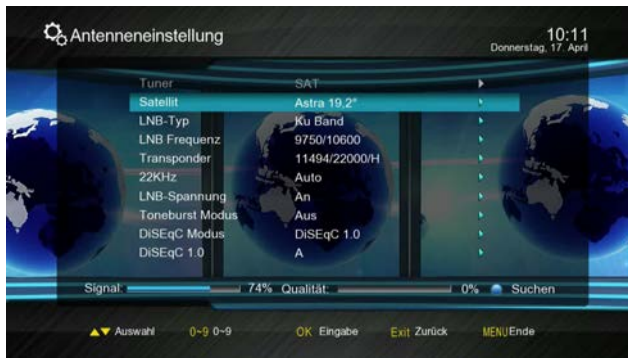 Antenneneinstellung
10:11
Donnerstag, 17. April
Tuner SAT
Satellit Astra 19,2°
LNB-Typ Ku Band
LNB Frequenz 9750/10600
Transponder 11494/22000/H
22KHz Auto
LNB-Spannung An
Toneburst Modus Aus
DiSEqC Modus DiSEqC 1.0
DiSEqC 1.0 A
Signal: 74% Qualität: 0% Suchen
Auswahl 0~9 0~9 OK Eingabe Exit Zurück MENU Ende